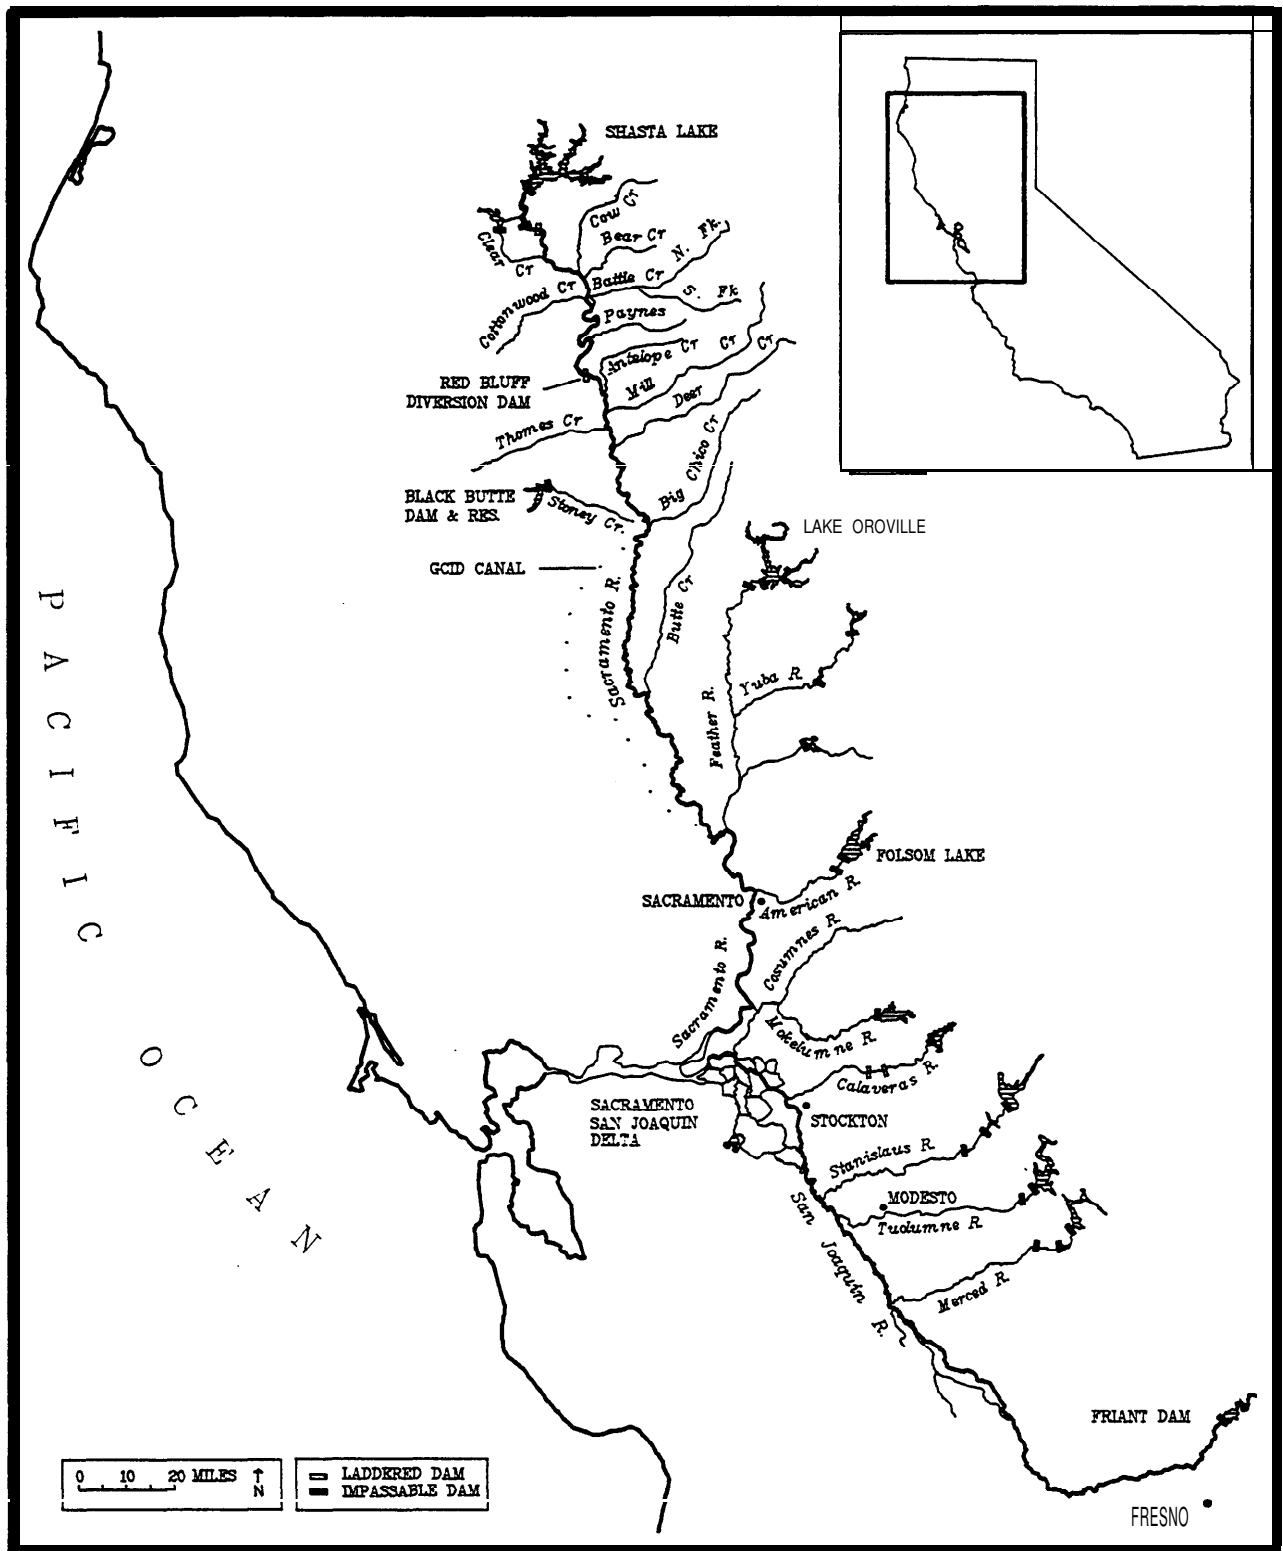 SHASTA LAKE
Cow Cr
Bear Cr
N. Fk.
Clear Cr
Battle Cr
S. Fk
Cottonwood Cr
Paynes
Antelope Cr
Cr
Cr
RED BLUFF
DIVERSION DAM
Mill
Deer
Thomes Cr
Big Chico Cr
BLACK BUTTE
DAM & RES.
Stoney Cr.
LAKE OROVILLE
GCID CANAL
Sacramento R.
Butte Cr
Yuba R
Feather R.
PACIFIC
OCEAN
FOLSOM LAKE
SACRAMENTO
American R.
Cosumnes R.
Sacramento R.
Mokelumne R.
Calaveras R.
SACRAMENTO
SAN JOAQUIN
DELTA
STOCKTON
Stanislaus R.
MODESTO
Tuolumne R
San Joaquin R.
Merced R.
FRIANT DAM
FRESNO
0 10 20 MILES
N
LADDERED DAM
IMPASSABLE DAM